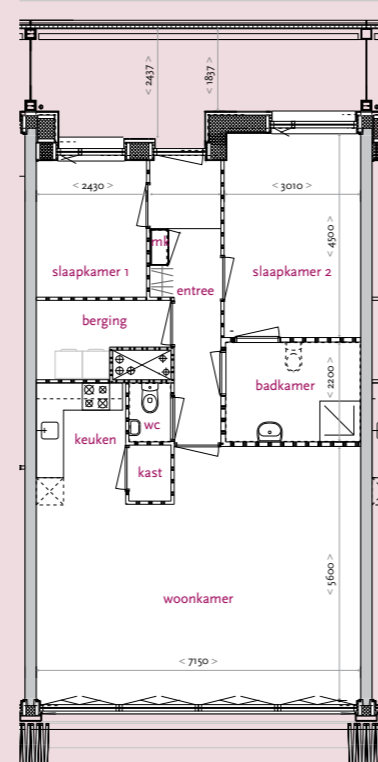 < 2437 >
< 1837 >
< 2430 >
< 3010 >
< 4500 >
mk
slaapkamer 1
slaapkamer 2
entree
berging
badkamer
< 2200 >
wc
keuken
kast
< 5600 >
woonkamer
< 7150 >